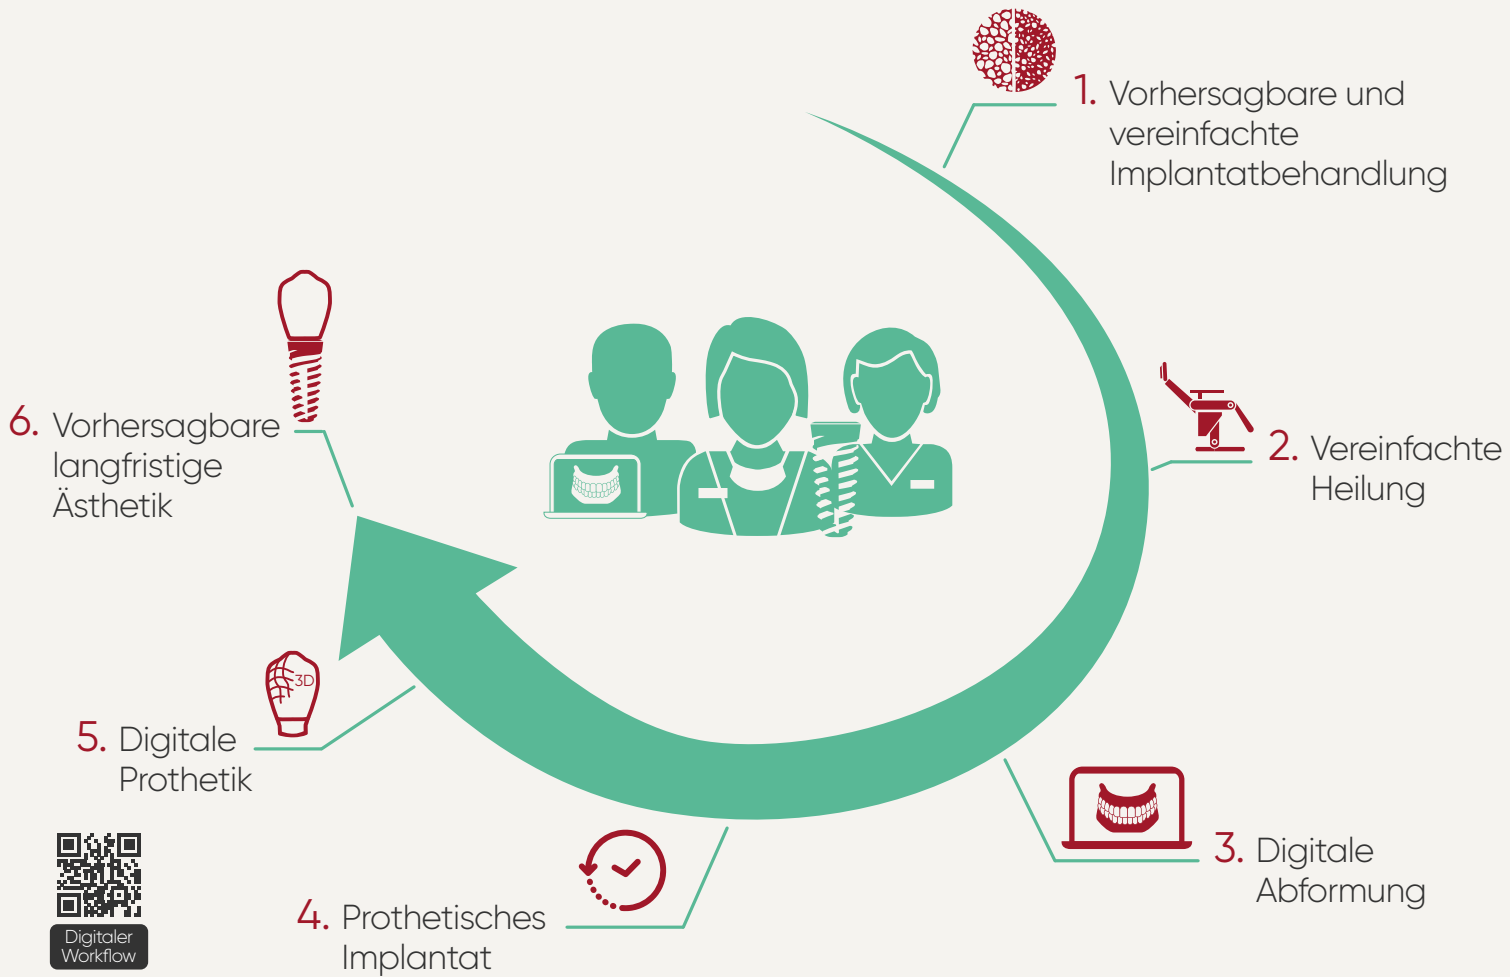 1. Vorhersagbare und
vereinfachte
Implantatbehandlung
2. Vereinfachte
Heilung
3. Digitale
Abformung
4. Prothetisches
Implantat
5. Digitale
Prothetik
3D
6. Vorhersagbare
langfristige
Ästhetik
Digitaler
Workflow